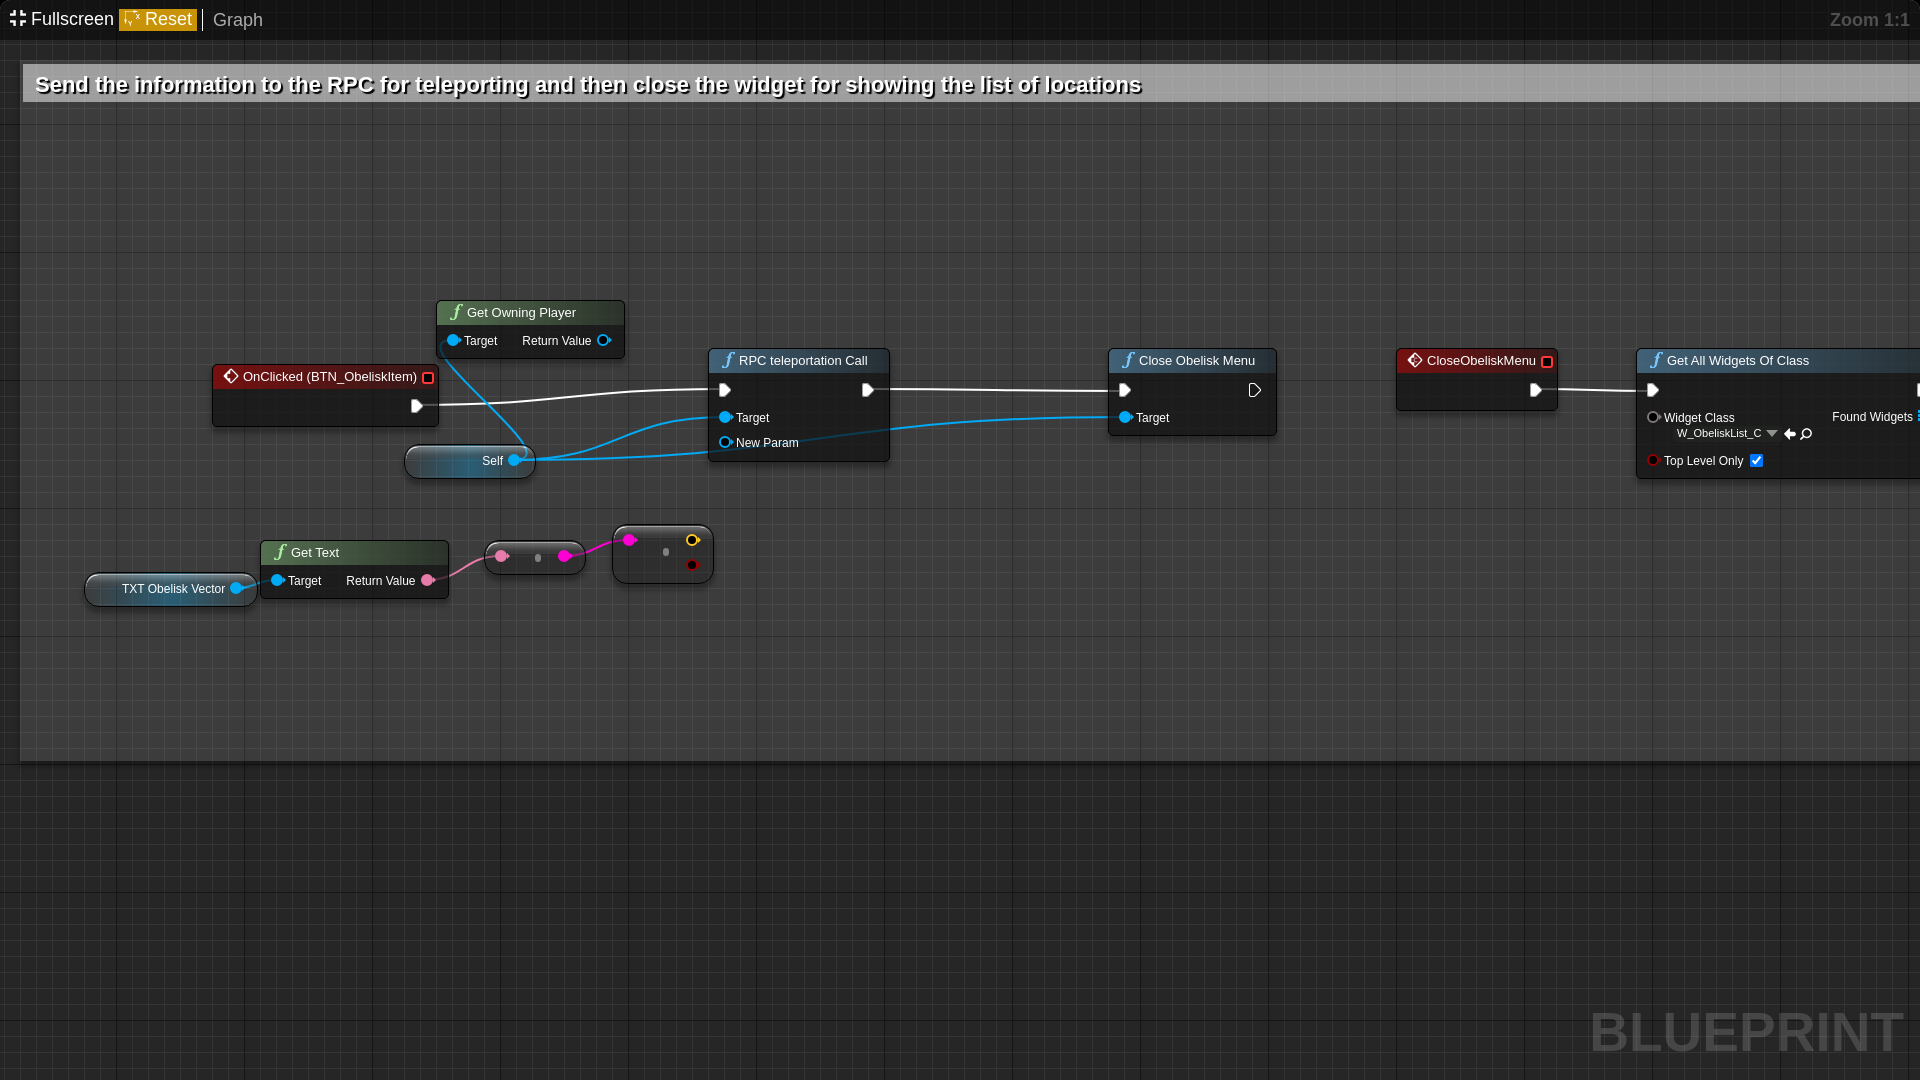 Fullscreen Reset Graph Zoom 1:1
Send the information to the RPC for teleporting and then close the widget for showing the list of locations
Get Owning Player
Target Return Value
OnClicked (BTN_ObeliskItem)
Self
RPC teleportation Call
Target
New Param
Close Obelisk Menu
Target
CloseObeliskMenu
Get All Widgets Of Class
Widget Class Found Widgets
W_ObeliskList_C
Top Level Only
Get Text
Target Return Value
TXT Obelisk Vector
BLUEPRINT